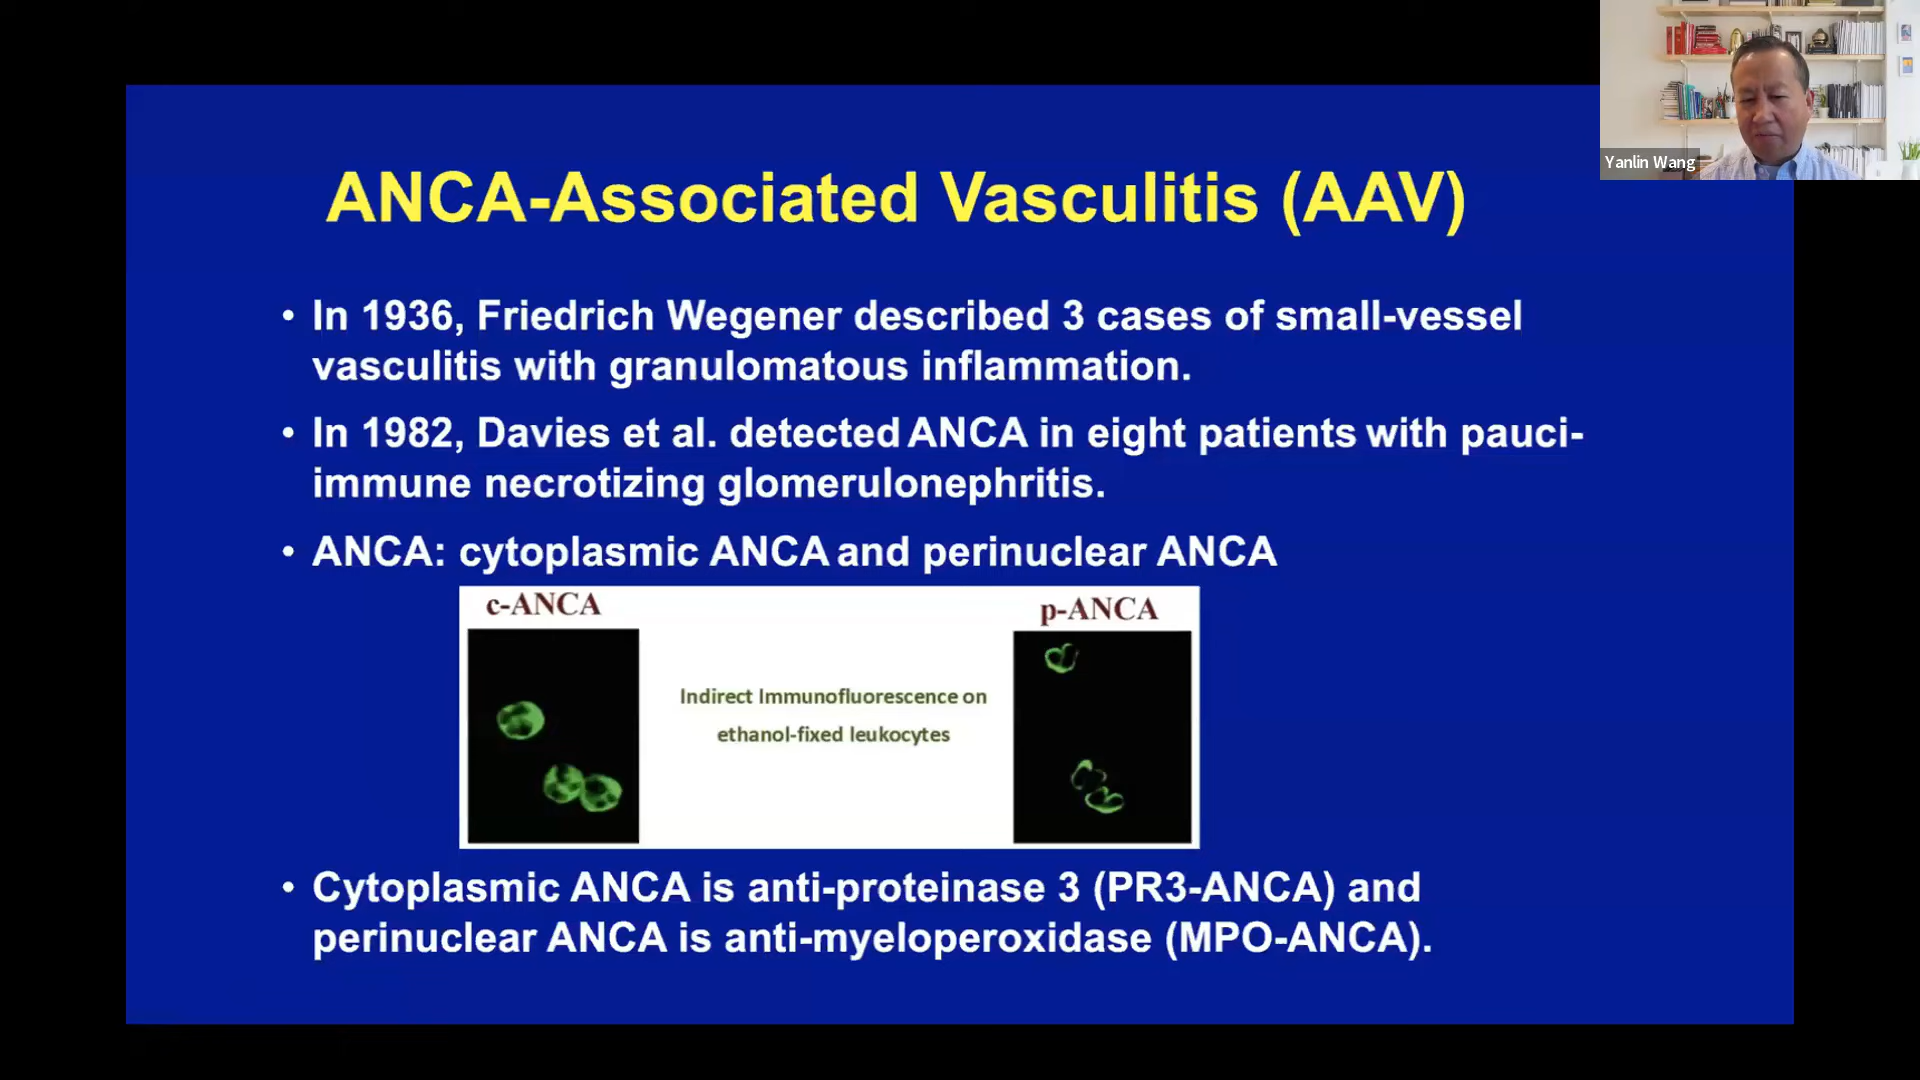 Yanlin Wang
ANCA-Associated Vasculitis (AAV)
• In 1936, Friedrich Wegener described 3 cases of small-vessel
vasculitis with granulomatous inflammation.
• In 1982, Davies et al. detected ANCA in eight patients with pauci-
immune necrotizing glomerulonephritis.
• ANCA: cytoplasmic ANCA and perinuclear ANCA
c-ANCA
p-ANCA
Indirect Immunofluorescence on
ethanol-fixed leukocytes
• Cytoplasmic ANCA is anti-proteinase 3 (PR3-ANCA) and
perinuclear ANCA is anti-myeloperoxidase (MPO-ANCA).